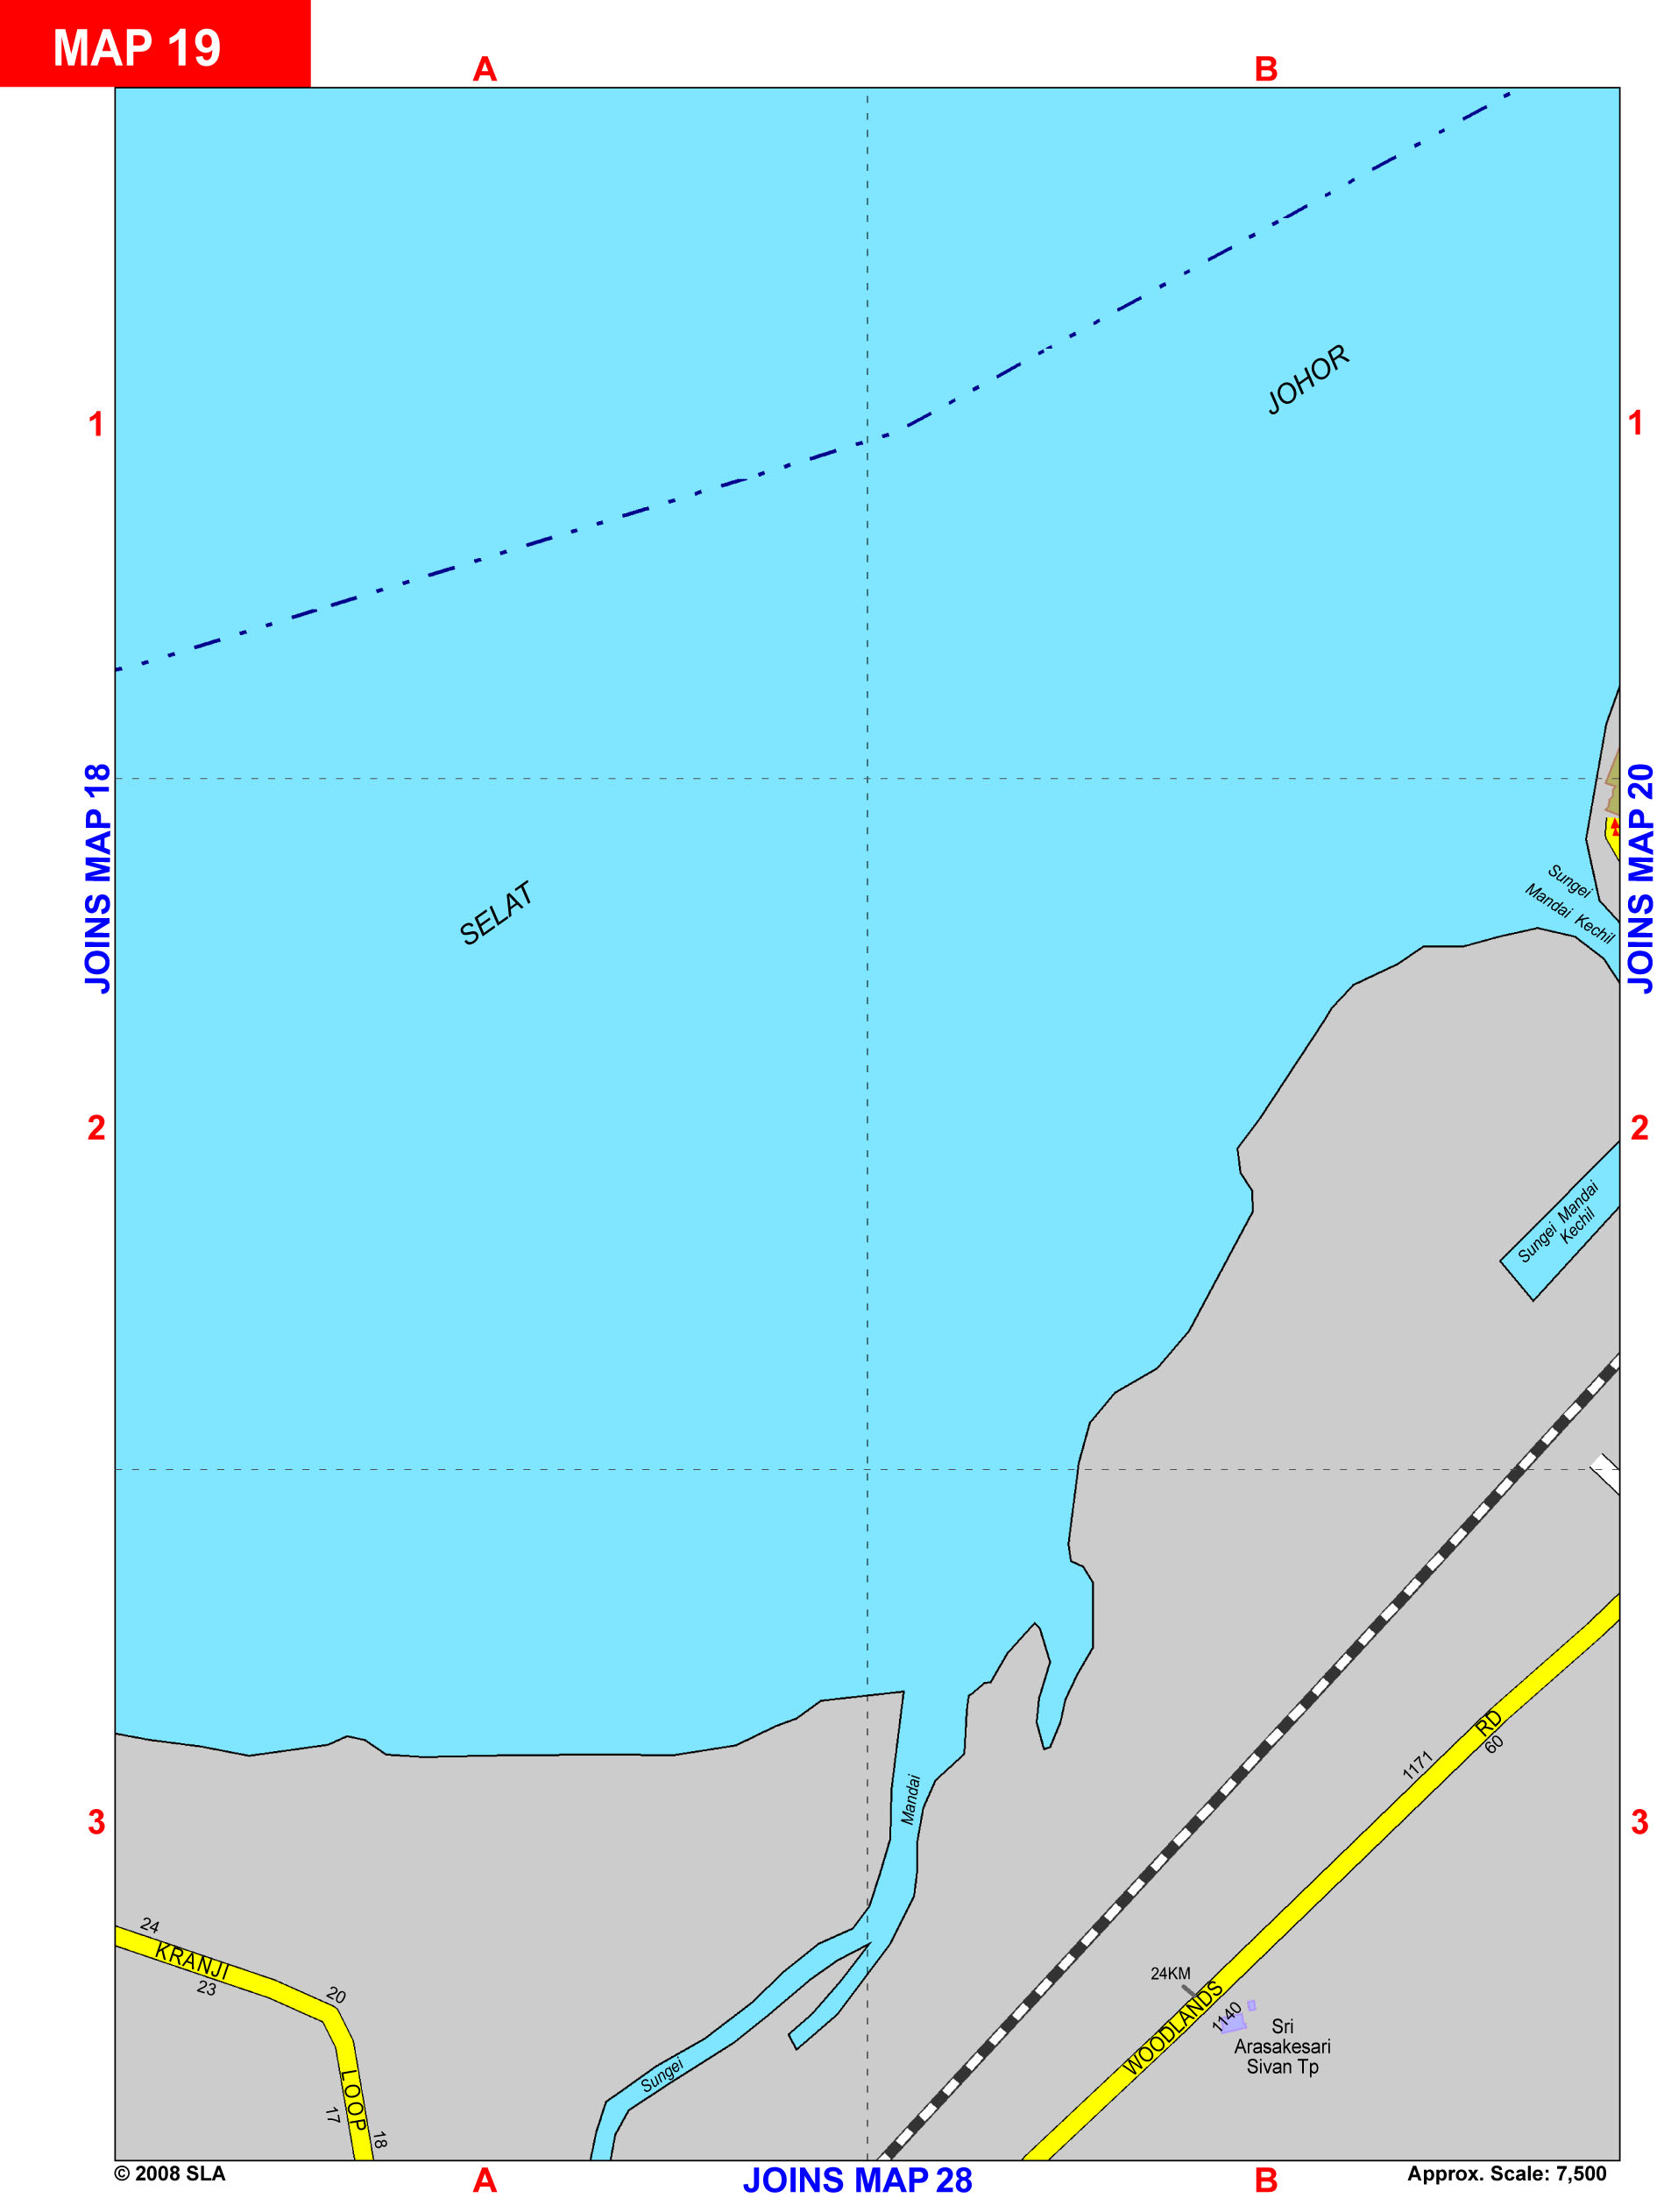 MAP 19
A
B
JOHOR
1
1
JOINS MAP 18
JOINS MAP 20
SELAT
Sungei
Mandai Kechil
2
2
Sungei Mandai
Kechil
RD
60
1171
Mandai
3
3
24
KRANJI
23
20
24KM
WOODLANDS
1140
Sri
Arasakesari
Sivan Tp
Sungei
LOOP
17
18
© 2008 SLA
A
JOINS MAP 28
B
Approx. Scale: 7,500